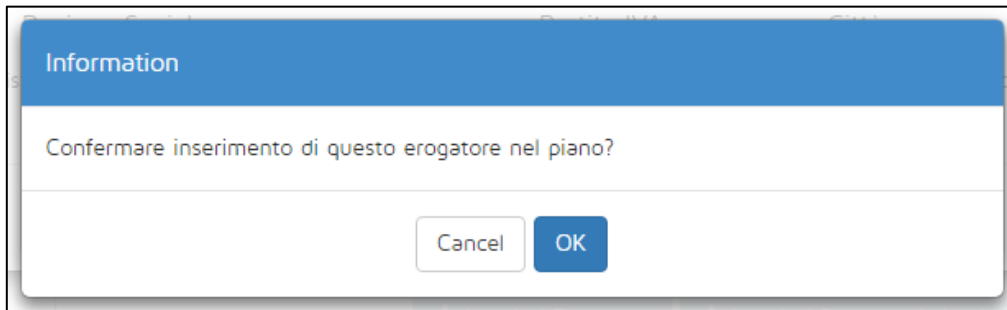 Information
Confermare inserimento di questo erogatore nel piano?
Cancel
OK